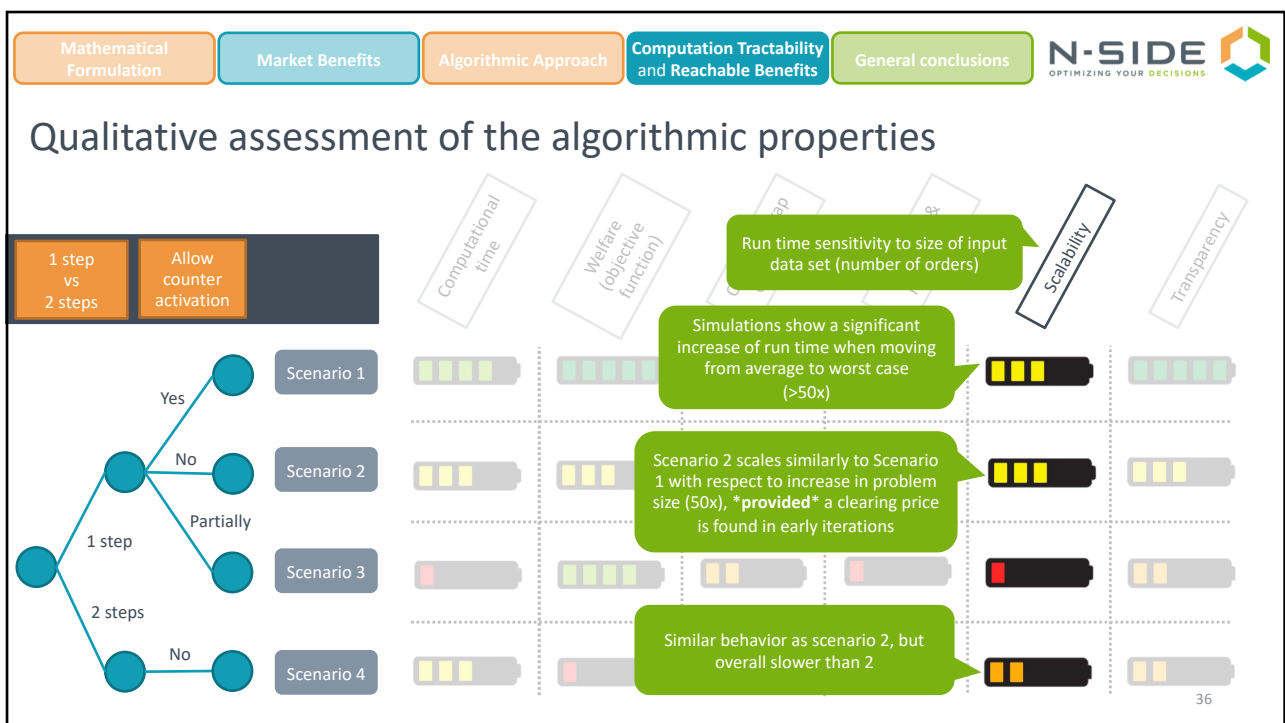 Mathematical
Formulation
Market Benefits
Algorithmic Approach
Computation Tractability
and Reachable Benefits
General conclusions
N-SIDE
OPTIMIZING YOUR DECISIONS
Qualitative assessment of the algorithmic properties
1 step
vs
2 steps
Allow
counter
activation
Computational
time
Welfare
(objective
function)
Run time sensitivity to size of input
data set (number of orders)
&
Scalability
Transparency
Simulations show a significant
increase of run time when moving
from average to worst case
(>50x)
Scenario 1
Yes
No
Scenario 2
Scenario 2 scales similarly to Scenario
1 with respect to increase in problem
size (50x), *provided* a clearing price
is found in early iterations
Partially
1 step
Scenario 3
2 steps
No
Scenario 4
Similar behavior as scenario 2, but
overall slower than 2
36